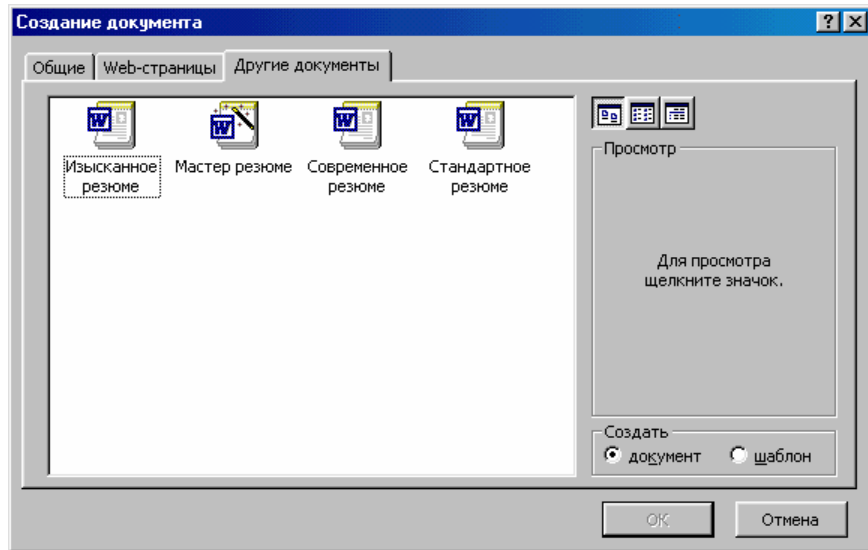 Создание документа
Общие
Web-страницы
Другие документы
Изысканное
резюме
Мастер резюме
Современное
резюме
Стандартное
резюме
Просмотр
Для просмотра
щелкните значок.
Создать
документ
шаблон
OK
Отмена